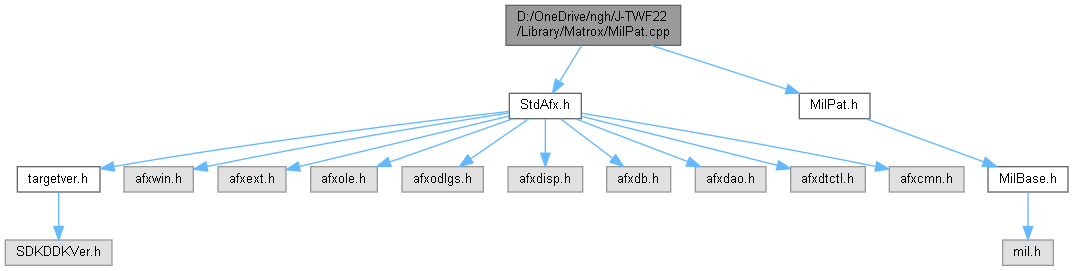 D:/OneDrive/ngh/J-TWF22
/Library/Matrox/MilPat.cpp
StdAfx.h
MilPat.h
targetver.h
afxwin.h
afxext.h
afxole.h
afxodlgs.h
afxdisp.h
afxdb.h
afxdao.h
afxdtctl.h
afxcmn.h
MilBase.h
SDKDDKVer.h
mil.h